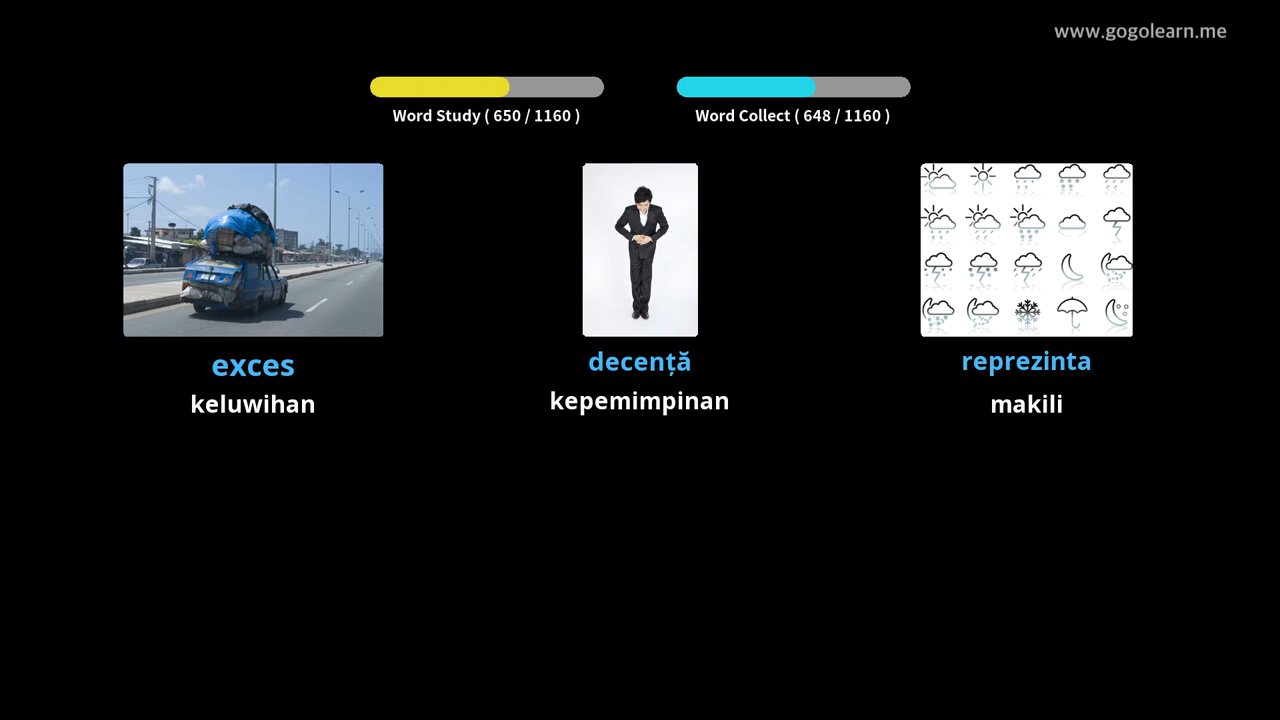 www.gogolearn.me
Word Study ( 650 / 1160 )
Word Collect ( 648 / 1160 )
exces
decență
reprezinta
keluwihan
kepemimpinan
makili